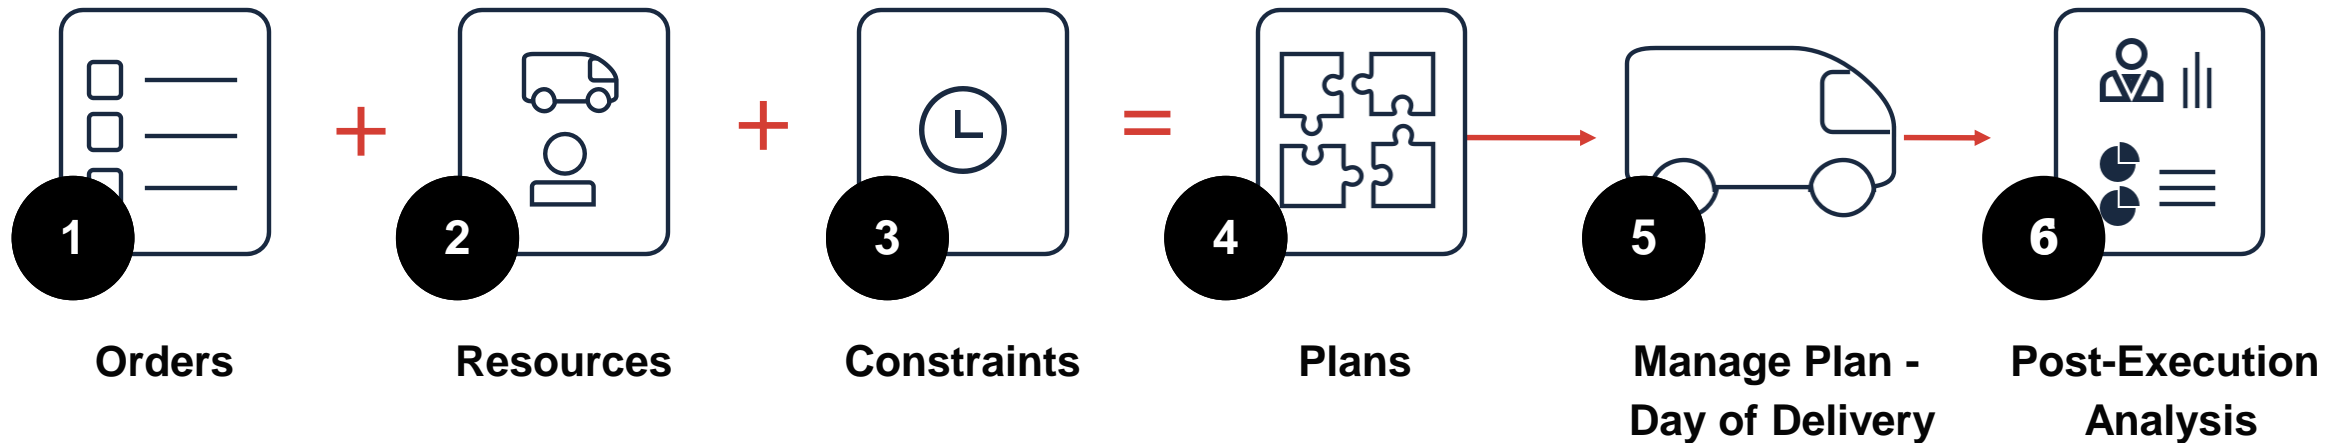 1
2
3
4
5
6
+
+
=
Orders
Resources
Constraints
Plans
Manage Plan -
Day of Delivery
Post-Execution
Analysis